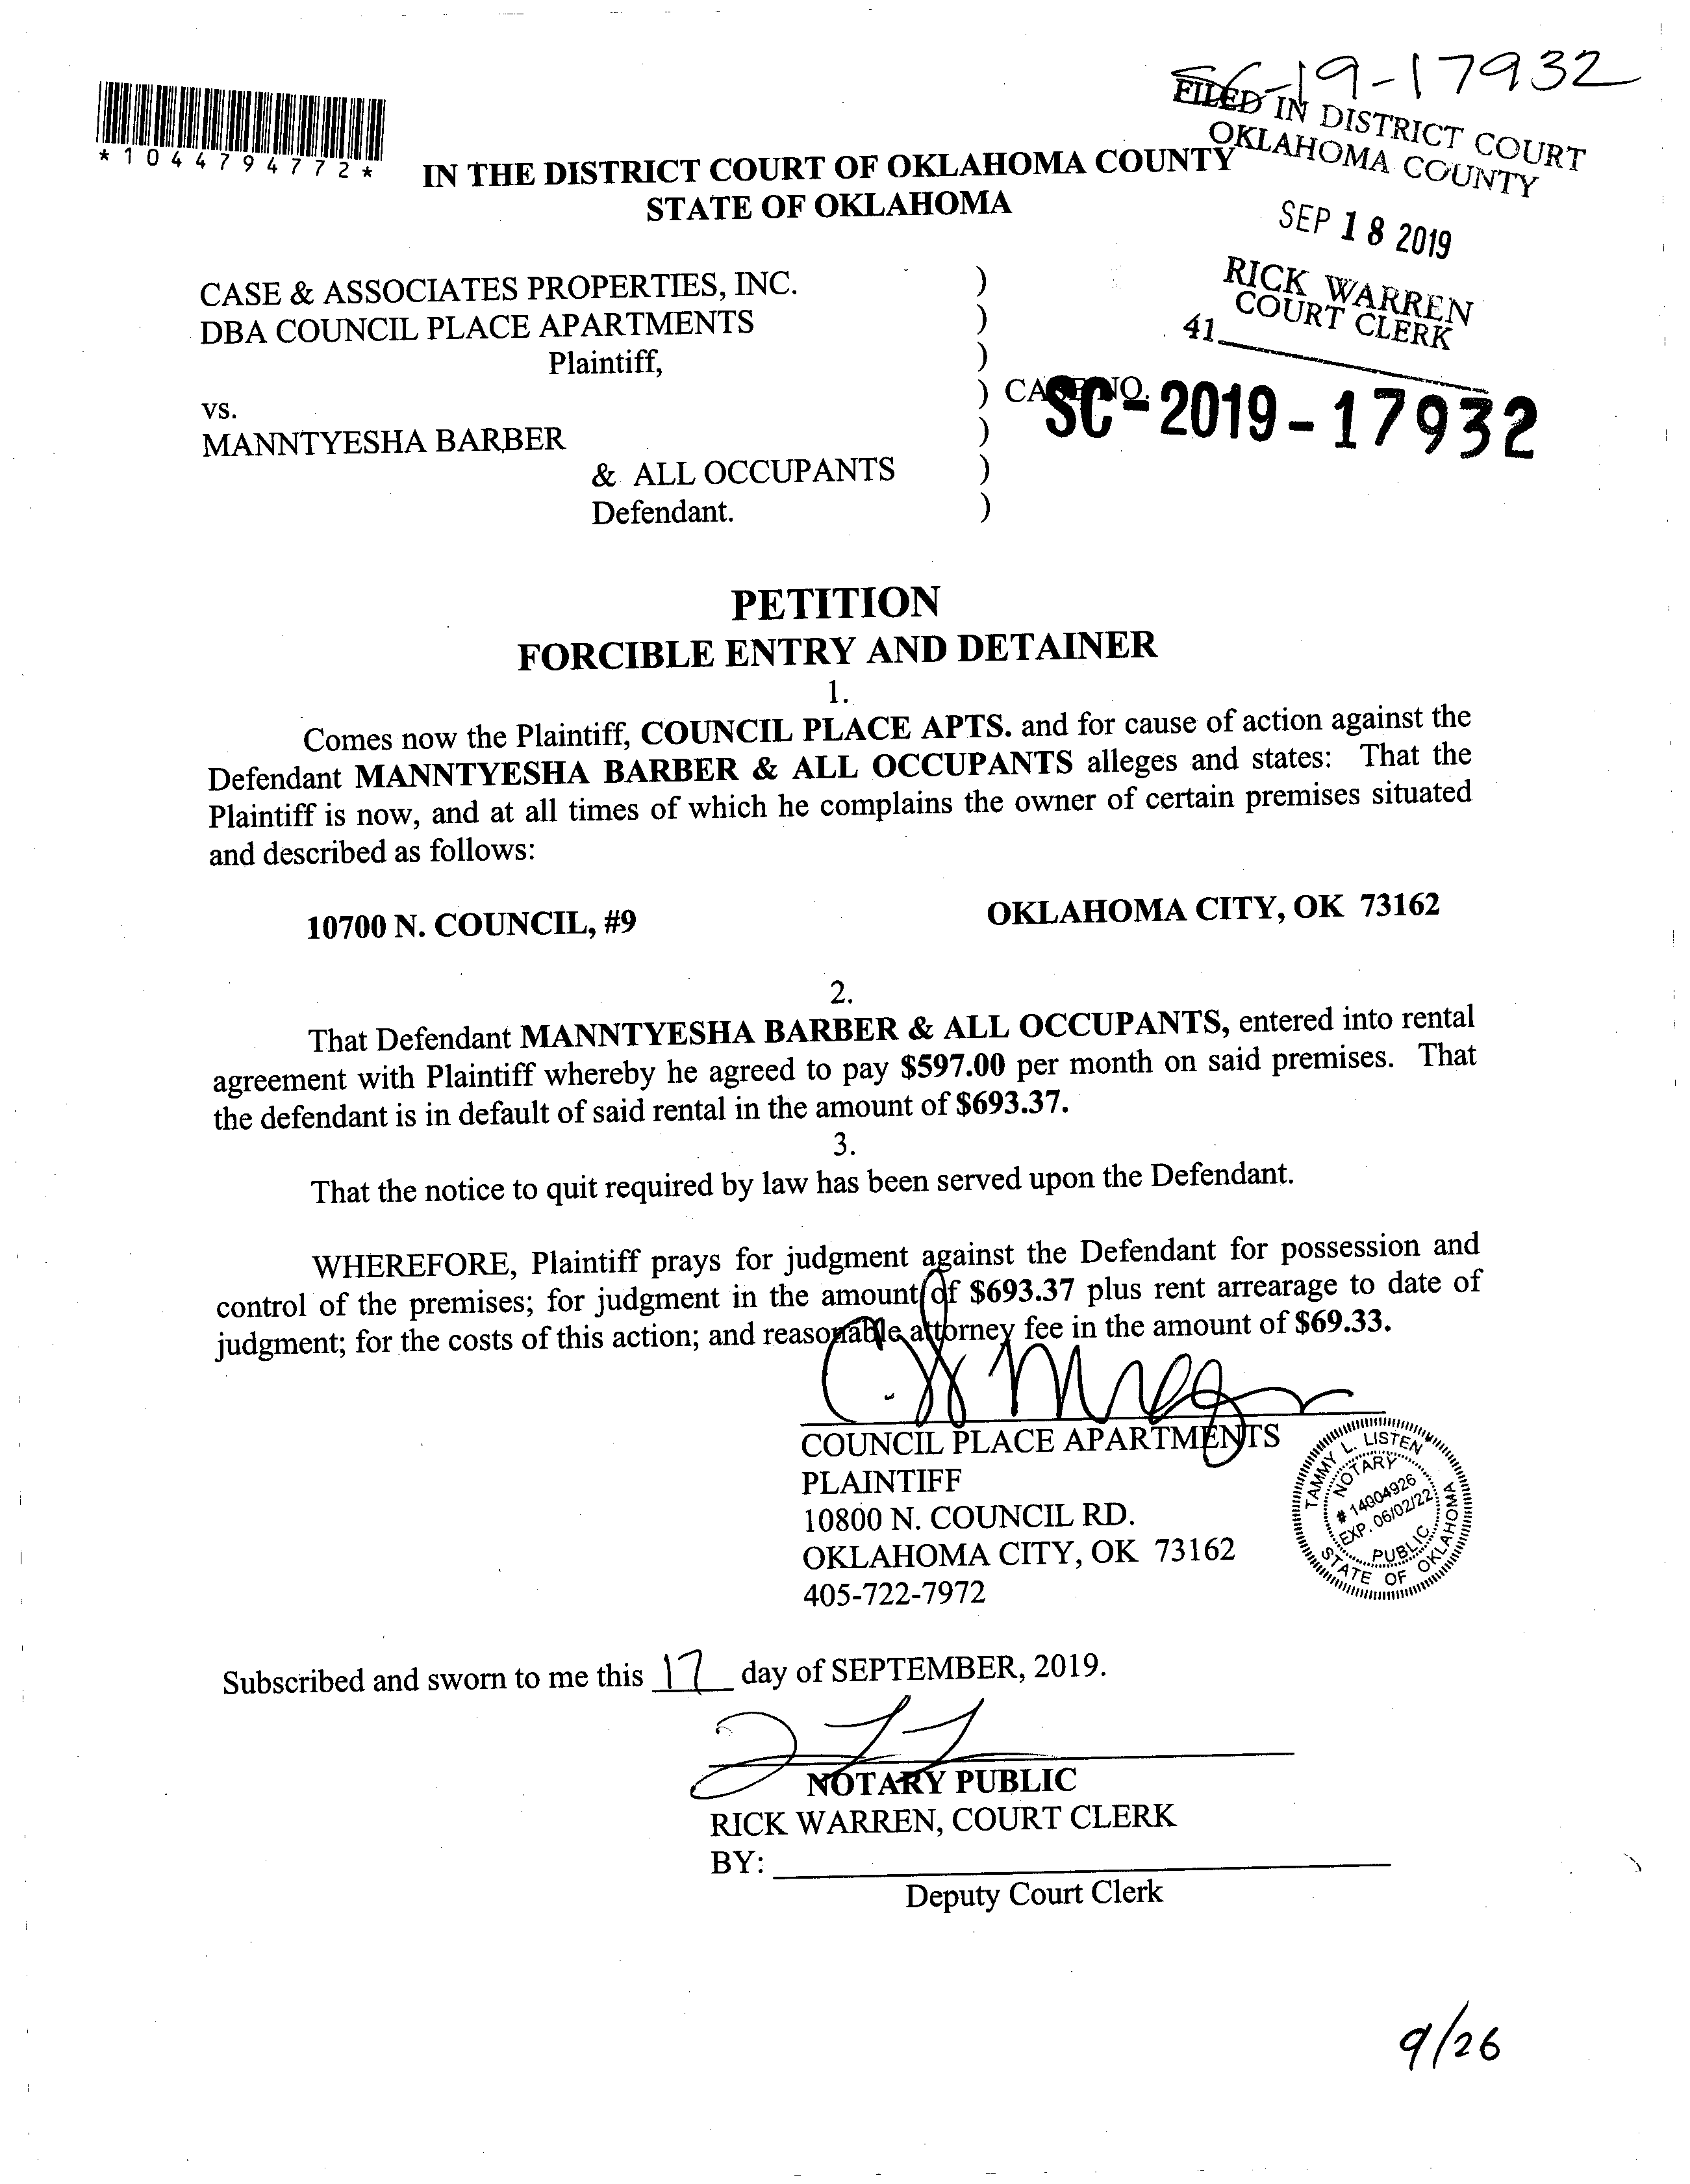 SC-19-17932
FILED IN DISTRICT COURT
OKLAHOMA COUNTY
*1044794772*
IN THE DISTRICT COURT OF OKLAHOMA COUNTY
STATE OF OKLAHOMA
SEP 18 2019
RICK WARREN
COURT CLERK
41
CASE & ASSOCIATES PROPERTIES, INC. )
DBA COUNCIL PLACE APARTMENTS )
Plaintiff, )
) CASE NO. SC-2019-17932
vs.
MANNTYESHA BARBER )
& ALL OCCUPANTS )
Defendant. )
PETITION
FORCIBLE ENTRY AND DETAINER
1.
Comes now the Plaintiff, COUNCIL PLACE APTS. and for cause of action against the
Defendant MANNTYESHA BARBER & ALL OCCUPANTS alleges and states: That the
Plaintiff is now, and at all times of which he complains the owner of certain premises situated
and described as follows:
10700 N. COUNCIL, #9 OKLAHOMA CITY, OK 73162
2.
That Defendant MANNTYESHA BARBER & ALL OCCUPANTS, entered into rental
agreement with Plaintiff whereby he agreed to pay $597.00 per month on said premises. That
the defendant is in default of said rental in the amount of $693.37.
3.
That the notice to quit required by law has been served upon the Defendant.
WHEREFORE, Plaintiff prays for judgment against the Defendant for possession and
control of the premises; for judgment in the amount of $693.37 plus rent arrearage to date of
judgment; for the costs of this action; and reasonable attorney fee in the amount of $69.33.
COUNCIL PLACE APARTMENTS
PLAINTIFF
10800 N. COUNCIL RD.
OKLAHOMA CITY, OK 73162
405-722-7972
TAMMY L. LISTEN
NOTARY
# 14004926
EXP. 06/02/22
PUBLIC
STATE OF OKLAHOMA
Subscribed and sworn to me this 17 day of SEPTEMBER, 2019.
NOTARY PUBLIC
RICK WARREN, COURT CLERK
BY:
Deputy Court Clerk
9/26